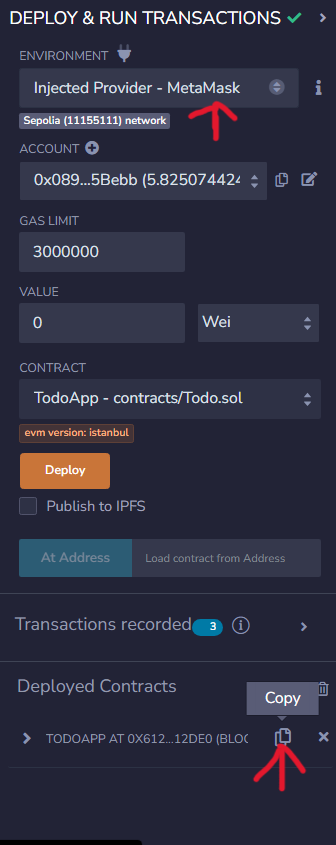 DEPLOY & RUN TRANSACTIONS
ENVIRONMENT
Injected Provider - MetaMask
Sepolia (11155111) network
ACCOUNT
0x089...5Bebb (5.825074424
GAS LIMIT
3000000
VALUE
0 Wei
CONTRACT
TodoApp - contracts/Todo.sol
evm version: istanbul
Deploy
Publish to IPFS
At Address Load contract from Address
Transactions recorded 3
Deployed Contracts
Copy
TODOAPP AT 0X612...12DE0 (BLOC